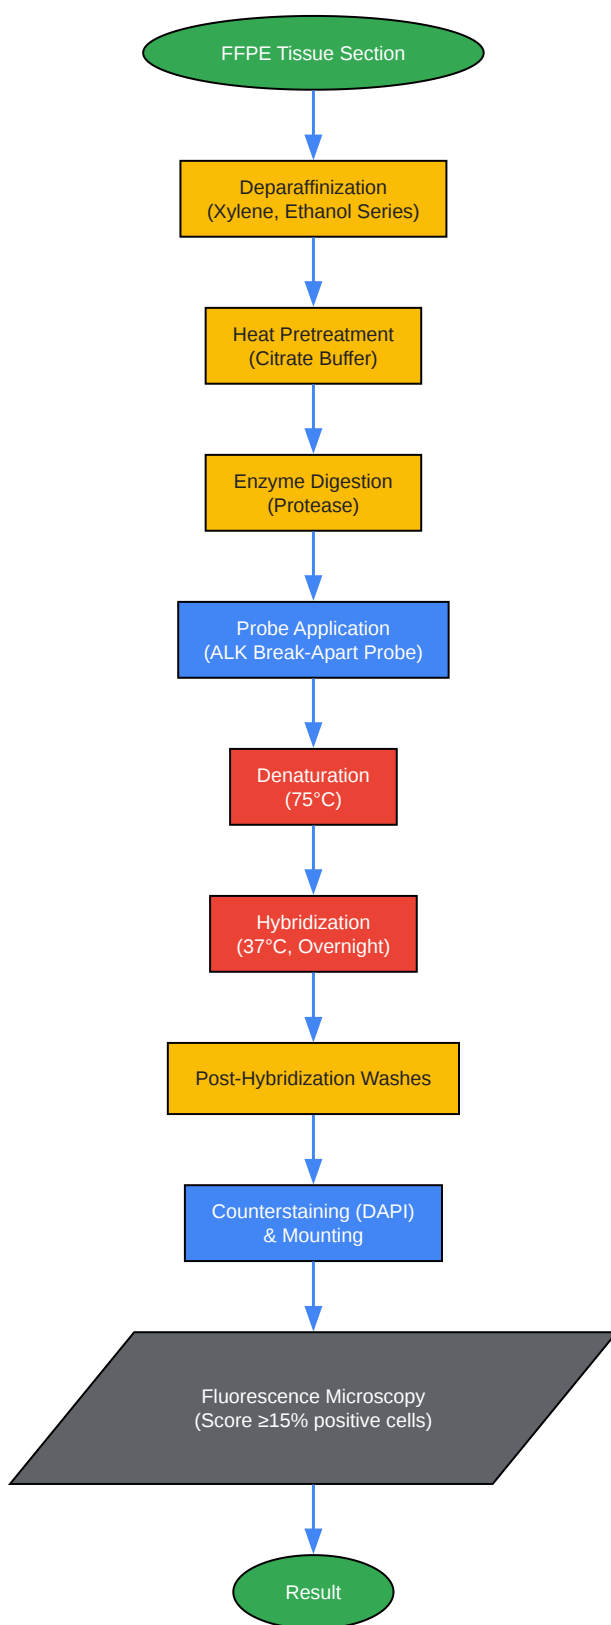 FFPE Tissue Section
Deparaffinization
(Xylene, Ethanol Series)
Heat Pretreatment
(Citrate Buffer)
Enzyme Digestion
(Protease)
Probe Application
(ALK Break-Apart Probe)
Denaturation
(75°C)
Hybridization
(37°C, Overnight)
Post-Hybridization Washes
Counterstaining (DAPI)
& Mounting
Fluorescence Microscopy
(Score ≥15% positive cells)
Result